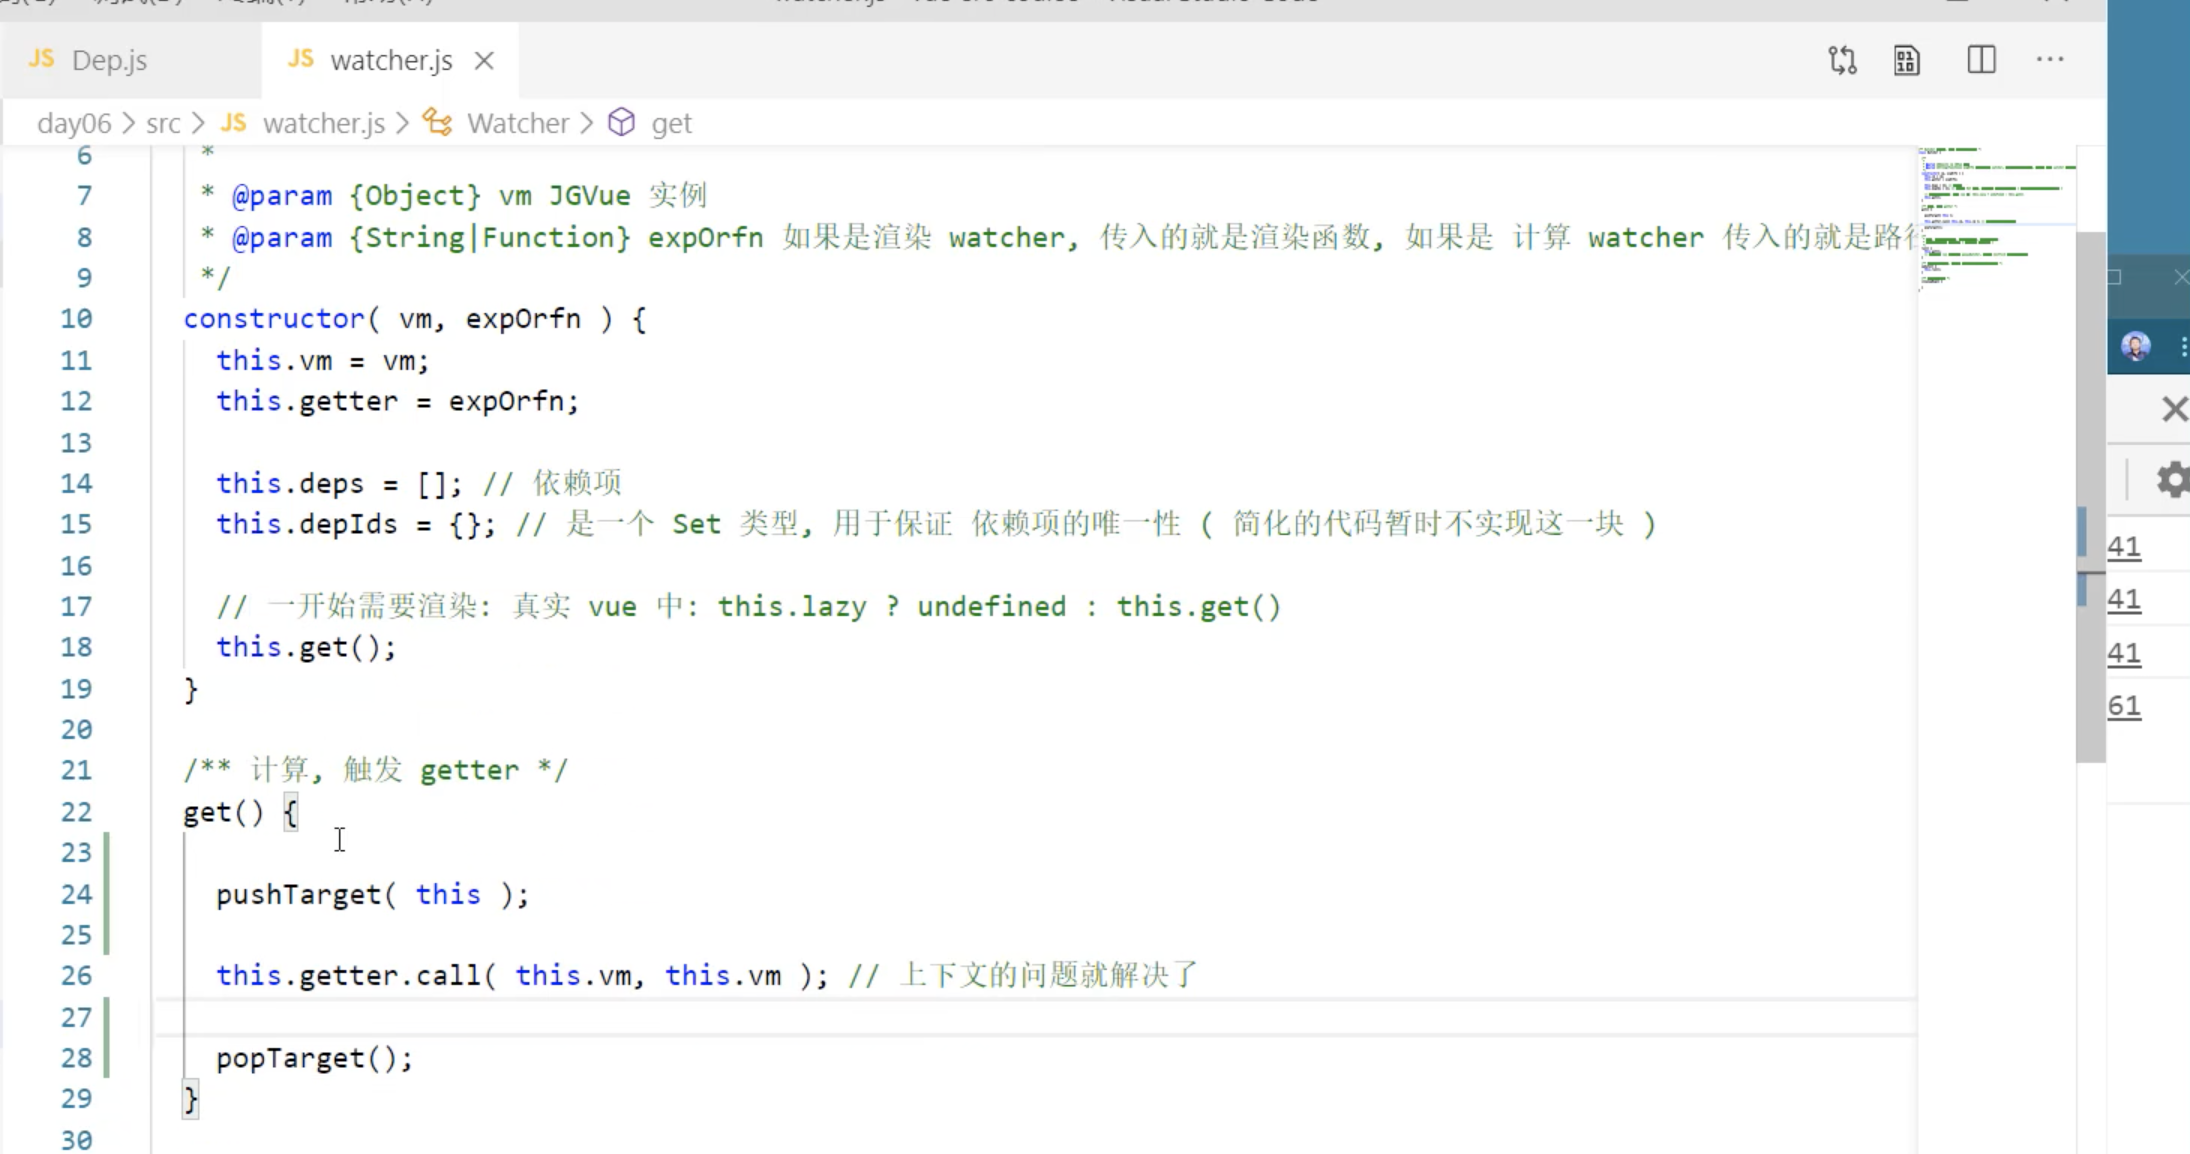 JS Dep.js
JS watcher.js
day06 > src > JS watcher.js > Watcher > get
6 *
7 * @param {Object} vm JGVue 实例
8 * @param {String|Function} expOrfn 如果是渲染 watcher, 传入的就是渲染函数, 如果是 计算 watcher 传入的就是路径
9 */
10 constructor( vm, expOrfn ) {
11 this.vm = vm;
12 this.getter = expOrfn;
13
14 this.deps = []; // 依赖项
15 this.depIds = {}; // 是一个 Set 类型, 用于保证 依赖项的唯一性 ( 简化的代码暂时不实现这一块 )
16
17 // 一开始需要渲染: 真实 vue 中: this.lazy ? undefined : this.get()
18 this.get();
19 }
20
21 /** 计算, 触发 getter */
22 get() {
23
24 pushTarget( this );
25
26 this.getter.call( this.vm, this.vm ); // 上下文的问题就解决了
27
28 popTarget();
29 }
30
41
41
41
61